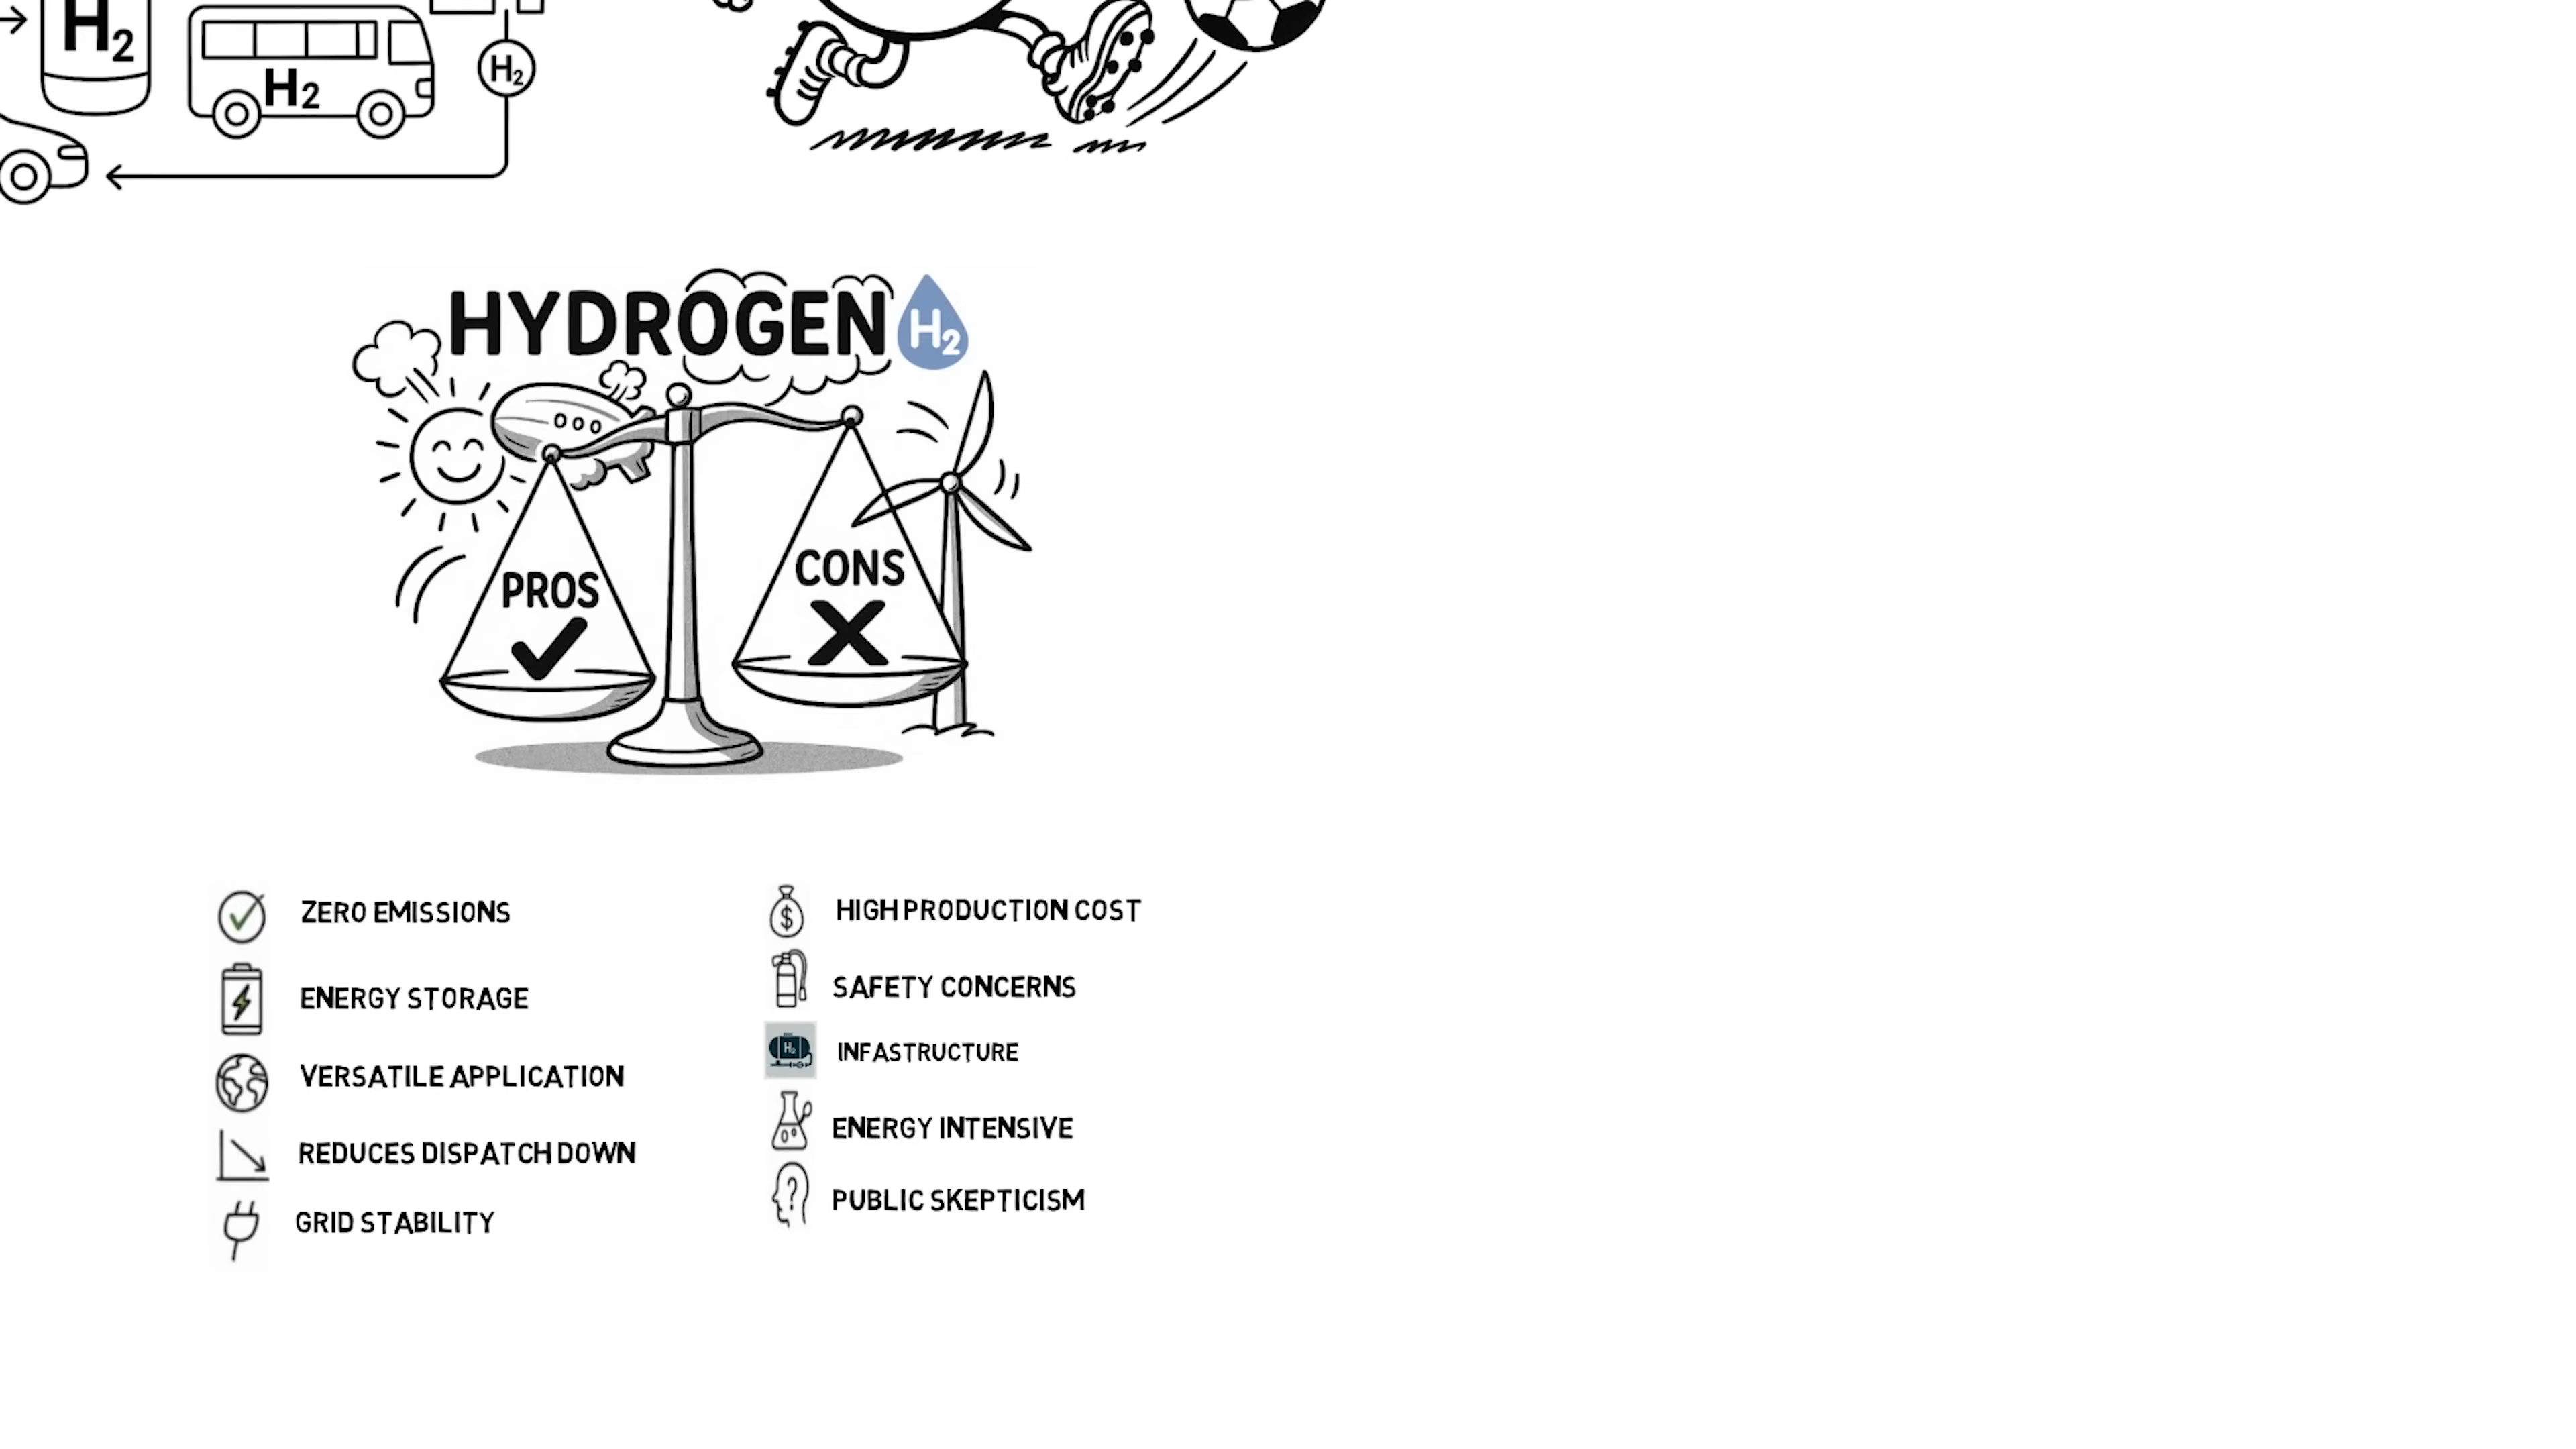 H2
H2
H2
HYDROGEN H2
PROS
CONS
ZERO EMISSIONS
ENERGY STORAGE
VERSATILE APPLICATION
REDUCES DISPATCH DOWN
GRID STABILITY
$
HIGH PRODUCTION COST
SAFETY CONCERNS
H2
INFASTRUCTURE
ENERGY INTENSIVE
?
PUBLIC SKEPTICISM